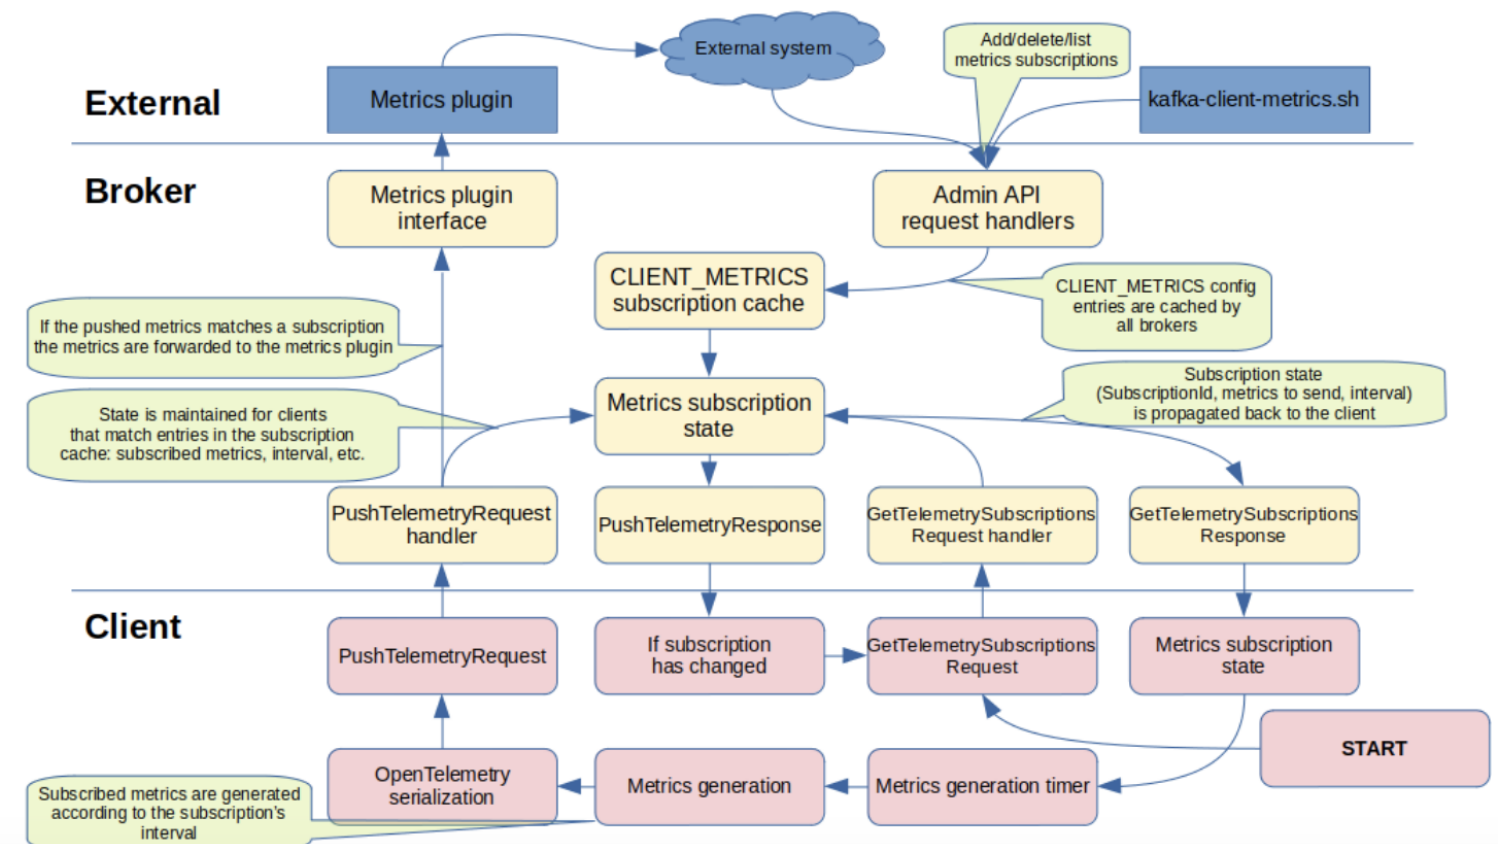 External
Metrics plugin
External system
Add/delete/list
metrics subscriptions
kafka-client-metrics.sh
Broker
Metrics plugin
interface
Admin API
request handlers
CLIENT_METRICS
subscription cache
CLIENT_METRICS config
entries are cached by
all brokers
If the pushed metrics matches a subscription
the metrics are forwarded to the metrics plugin
State is maintained for clients
that match entries in the subscription
cache: subscribed metrics, interval, etc.
Metrics subscription
state
Subscription state
(SubscriptionId, metrics to send, interval)
is propagated back to the client
PushTelemetryRequest
handler
PushTelemetryResponse
GetTelemetrySubscriptions
Request handler
GetTelemetrySubscriptions
Response
Client
PushTelemetryRequest
If subscription
has changed
GetTelemetrySubscriptions
Request
Metrics subscription
state
START
OpenTelemetry
serialization
Metrics generation
Metrics generation timer
Subscribed metrics are generated
according to the subscription's
interval